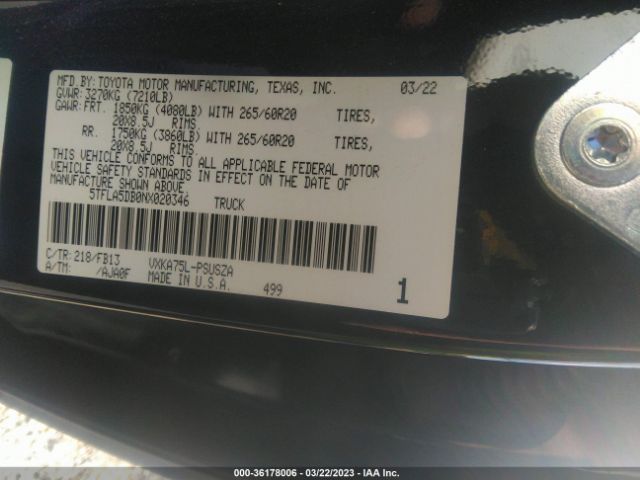 MFD.BY: TOYOTA MOTOR MANUFACTURING, TEXAS, INC. 03/22
GVWR: 3270KG (7210LB)
GAWR: FRT. 1850KG (4080LB) WITH 265/60R20 TIRES,
20X8.5J RIMS
RR. 1750KG (3860LB) WITH 265/60R20 TIRES,
20X8.5J RIMS
THIS VEHICLE CONFORMS TO ALL APPLICABLE FEDERAL MOTOR
VEHICLE SAFETY STANDARDS IN EFFECT ON THE DATE OF
MANUFACTURE SHOWN ABOVE.
5TFLA5DB0NX020346 TRUCK
C/TR: 218/FB13 VXKA75L-PSUSZA
A/TM: /AJA0F MADE IN U.S.A.
499 1
000-36178006 - 03/22/2023 - IAA Inc.